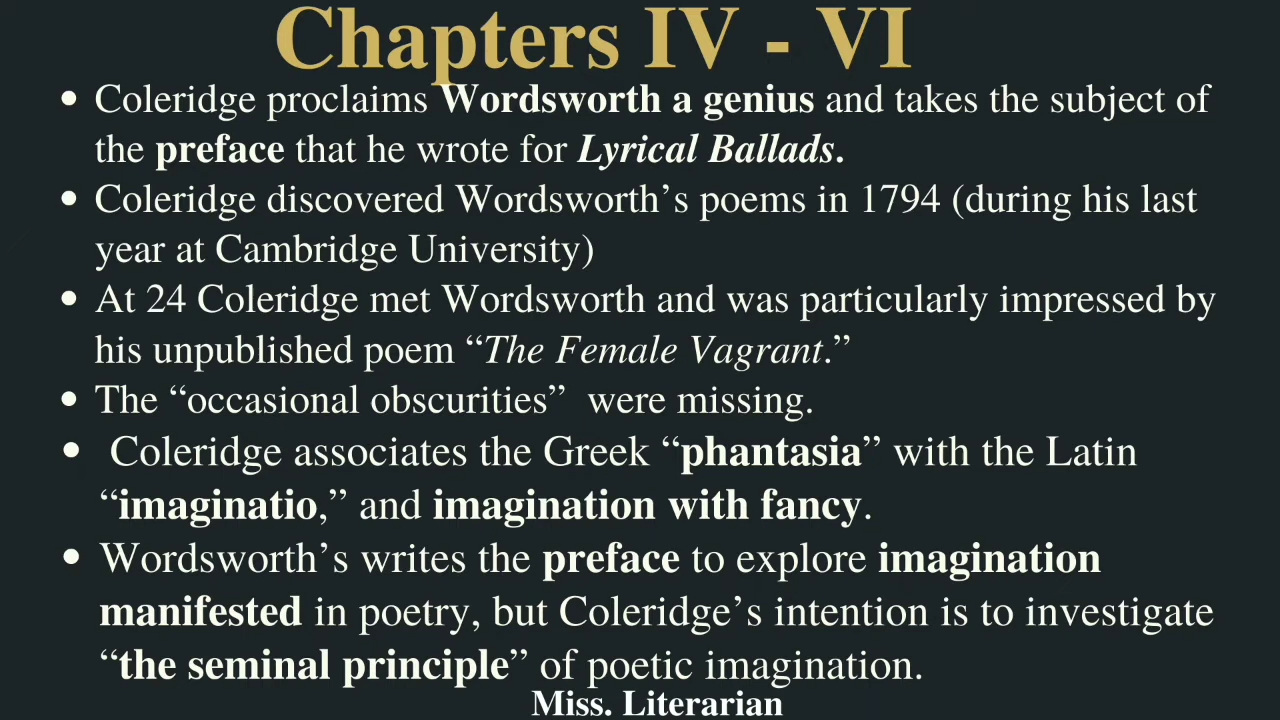 Chapters IV - VI
• Coleridge proclaims Wordsworth a genius and takes the subject of
the preface that he wrote for Lyrical Ballads.
• Coleridge discovered Wordsworth’s poems in 1794 (during his last
year at Cambridge University)
• At 24 Coleridge met Wordsworth and was particularly impressed by
his unpublished poem “The Female Vagrant.”
• The “occasional obscurities” were missing.
• Coleridge associates the Greek “phantasia” with the Latin
“imaginatio,” and imagination with fancy.
• Wordsworth’s writes the preface to explore imagination
manifested in poetry, but Coleridge’s intention is to investigate
“the seminal principle” of poetic imagination.
Miss. Literarian